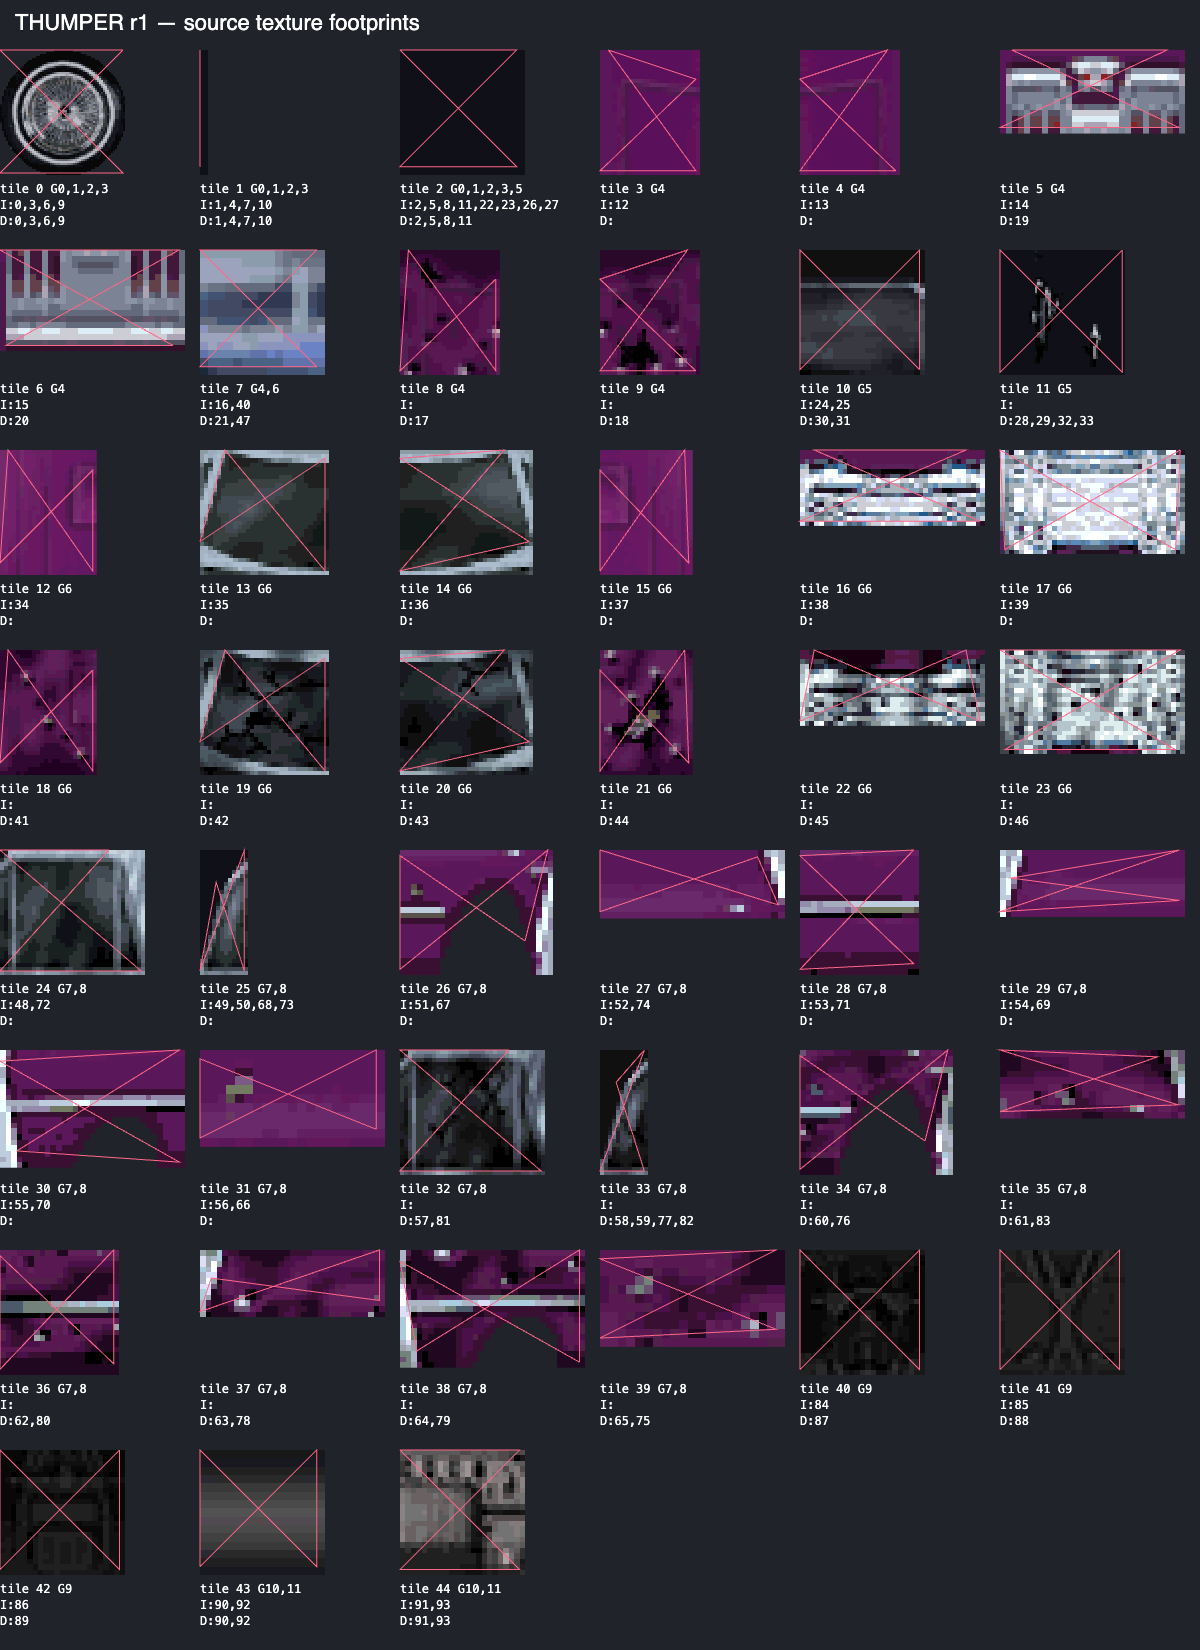 THUMPER r1 — source texture footprints
tile 0 G0,1,2,3
I:0,3,6,9
D:0,3,6,9
tile 1 G0,1,2,3
I:1,4,7,10
D:1,4,7,10
tile 2 G0,1,2,3,5
I:2,5,8,11,22,23,26,27
D:2,5,8,11
tile 3 G4
I:12
D:
tile 4 G4
I:13
D:
tile 5 G4
I:14
D:19
tile 6 G4
I:15
D:20
tile 7 G4,6
I:16,40
D:21,47
tile 8 G4
I:
D:17
tile 9 G4
I:
D:18
tile 10 G5
I:24,25
D:30,31
tile 11 G5
I:
D:28,29,32,33
tile 12 G6
I:34
D:
tile 13 G6
I:35
D:
tile 14 G6
I:36
D:
tile 15 G6
I:37
D:
tile 16 G6
I:38
D:
tile 17 G6
I:39
D:
tile 18 G6
I:
D:41
tile 19 G6
I:
D:42
tile 20 G6
I:
D:43
tile 21 G6
I:
D:44
tile 22 G6
I:
D:45
tile 23 G6
I:
D:46
tile 24 G7,8
I:48,72
D:
tile 25 G7,8
I:49,50,68,73
D:
tile 26 G7,8
I:51,67
D:
tile 27 G7,8
I:52,74
D:
tile 28 G7,8
I:53,71
D:
tile 29 G7,8
I:54,69
D:
tile 30 G7,8
I:55,70
D:
tile 31 G7,8
I:56,66
D:
tile 32 G7,8
I:
D:57,81
tile 33 G7,8
I:
D:58,59,77,82
tile 34 G7,8
I:
D:60,76
tile 35 G7,8
I:
D:61,83
tile 36 G7,8
I:
D:62,80
tile 37 G7,8
I:
D:63,78
tile 38 G7,8
I:
D:64,79
tile 39 G7,8
I:
D:65,75
tile 40 G9
I:84
D:87
tile 41 G9
I:85
D:88
tile 42 G9
I:86
D:89
tile 43 G10,11
I:90,92
D:90,92
tile 44 G10,11
I:91,93
D:91,93